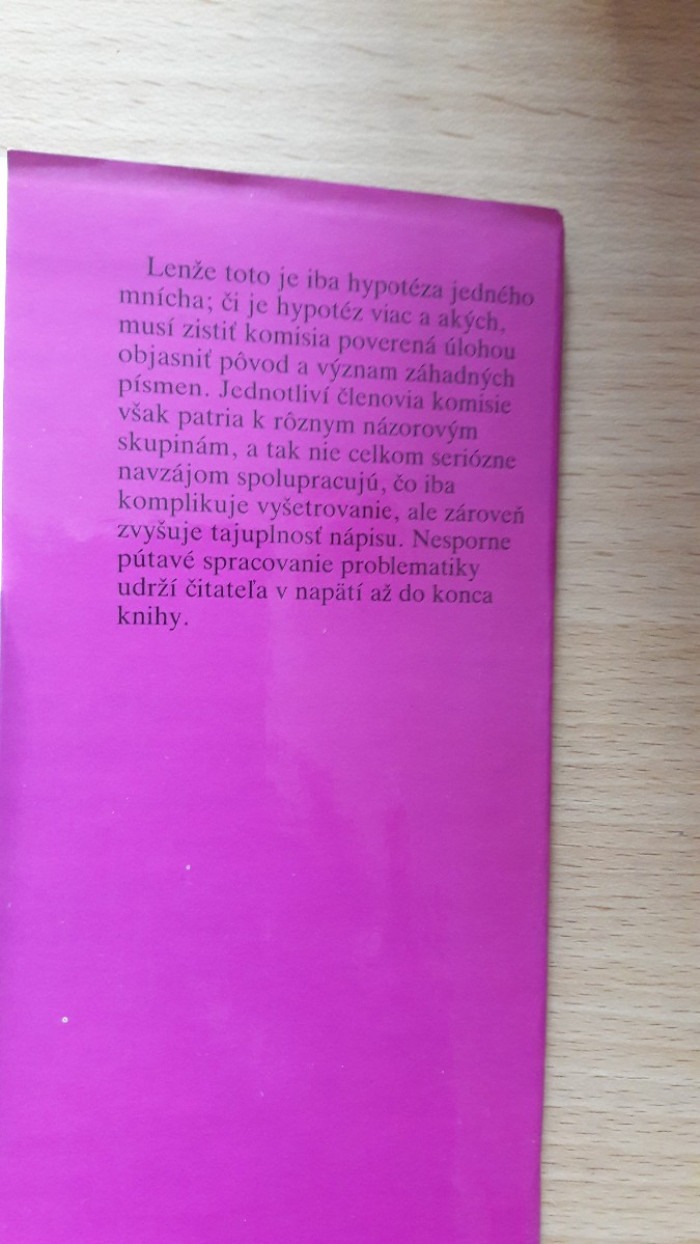 Lenže toto je iba hypotéza jedného
mnícha; či je hypotéz viac a akých,
musí zistiť komisia poverená úlohou
objasniť pôvod a význam záhadných
písmen. Jednotliví členovia komisie
však patria k rôznym názorovým
skupinám, a tak nie celkom seriózne
navzájom spolupracujú, čo iba
komplikuje vyšetrovanie, ale zároveň
zvyšuje tajuplnosť nápisu. Nesporne
pútavé spracovanie problematiky
udrží čitateľa v napätí až do konca
knihy.